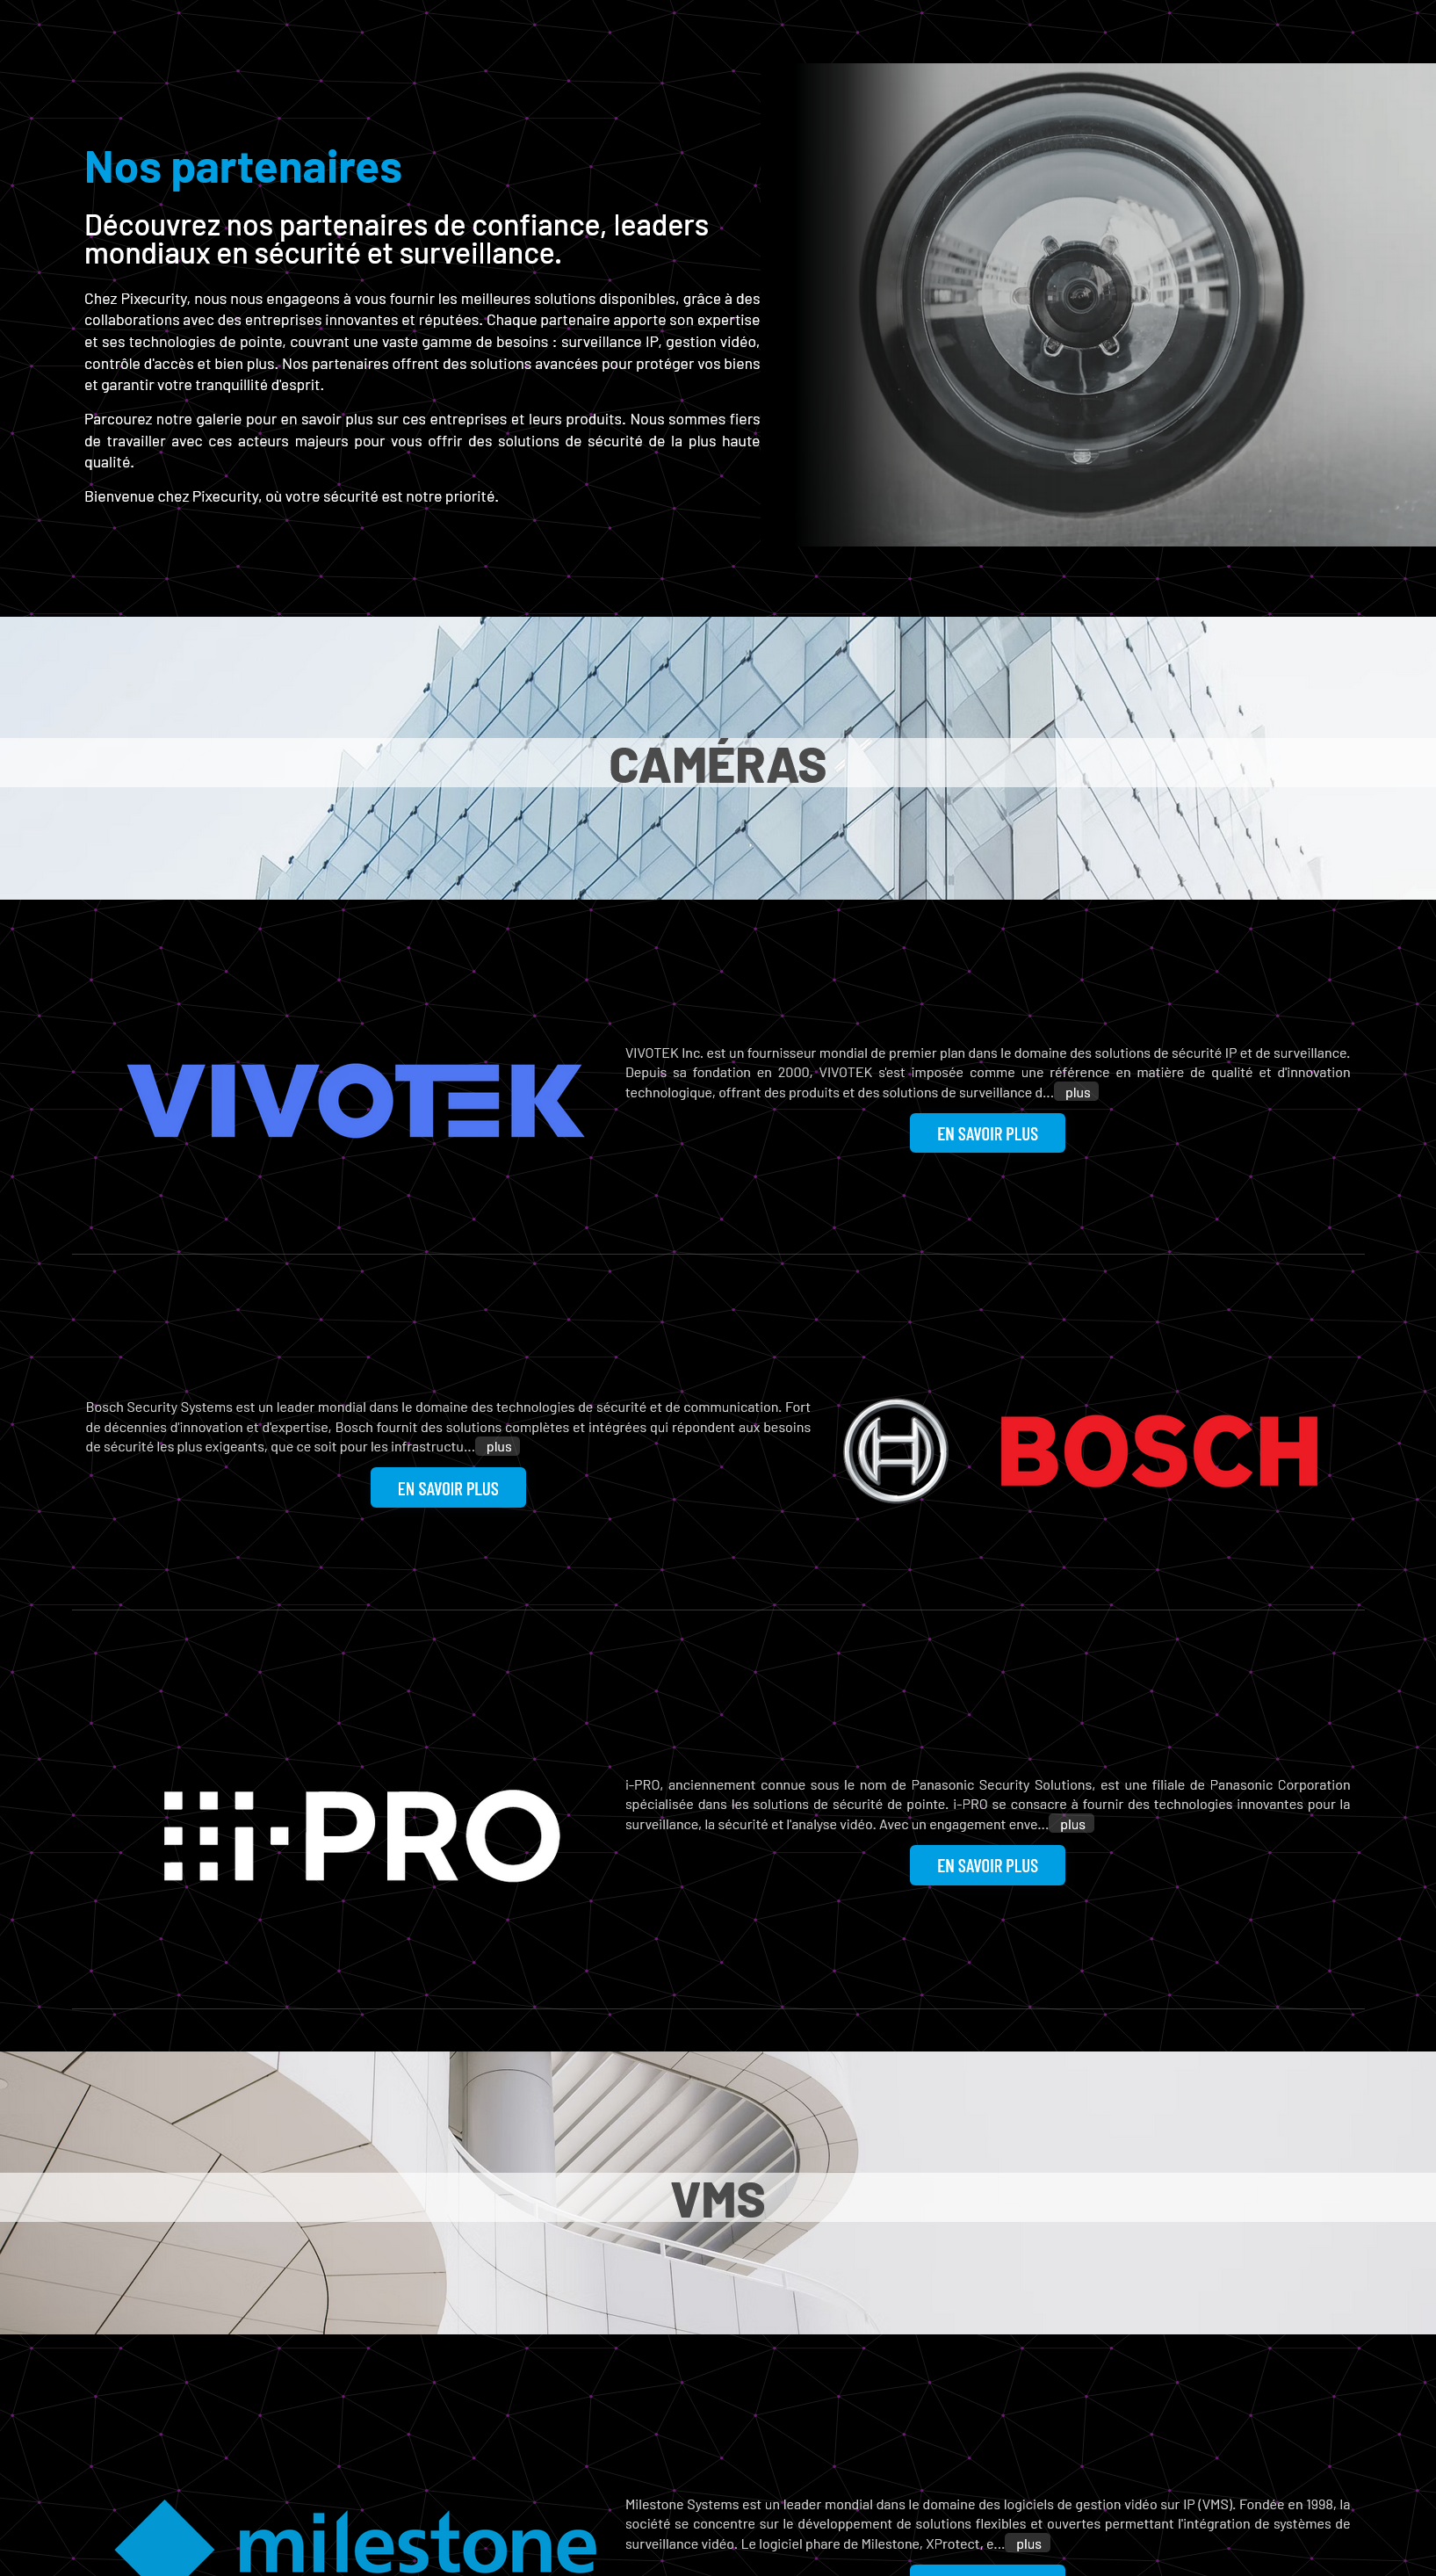 Nos partenaires
Découvrez nos partenaires de confiance, leaders
mondiaux en sécurité et surveillance.
Chez Pixecurity, nous nous engageons à vous fournir les meilleures solutions disponibles, grâce à des
collaborations avec des entreprises innovantes et réputées. Chaque partenaire apporte son expertise
et ses technologies de pointe, couvrant une vaste gamme de besoins : surveillance IP, gestion vidéo,
contrôle d'accès et bien plus. Nos partenaires offrent des solutions avancées pour protéger vos biens
et garantir votre tranquillité d'esprit.
Parcourez notre galerie pour en savoir plus sur ces entreprises et leurs produits. Nous sommes fiers
de travailler avec ces acteurs majeurs pour vous offrir des solutions de sécurité de la plus haute
qualité.
Bienvenue chez Pixecurity, où votre sécurité est notre priorité.
CAMÉRAS
VIVOTEK
VIVOTEK Inc. est un fournisseur mondial de premier plan dans le domaine des solutions de sécurité IP et de surveillance.
Depuis sa fondation en 2000, VIVOTEK s'est imposée comme une référence en matière de qualité et d'innovation
technologique, offrant des produits et des solutions de surveillance d... plus
EN SAVOIR PLUS
Bosch Security Systems est un leader mondial dans le domaine des technologies de sécurité et de communication. Fort
de décennies d'innovation et d'expertise, Bosch fournit des solutions complètes et intégrées qui répondent aux besoins
de sécurité les plus exigeants, que ce soit pour les infrastructu... plus
EN SAVOIR PLUS
BOSCH
i-PRO
i-PRO, anciennement connue sous le nom de Panasonic Security Solutions, est une filiale de Panasonic Corporation
spécialisée dans les solutions de sécurité de pointe. i-PRO se consacre à fournir des technologies innovantes pour la
surveillance, la sécurité et l'analyse vidéo. Avec un engagement enve... plus
EN SAVOIR PLUS
VMS
milestone
Milestone Systems est un leader mondial dans le domaine des logiciels de gestion vidéo sur IP (VMS). Fondée en 1998, la
société se concentre sur le développement de solutions flexibles et ouvertes permettant l'intégration de systèmes de
surveillance vidéo. Le logiciel phare de Milestone, XProtect, e... plus